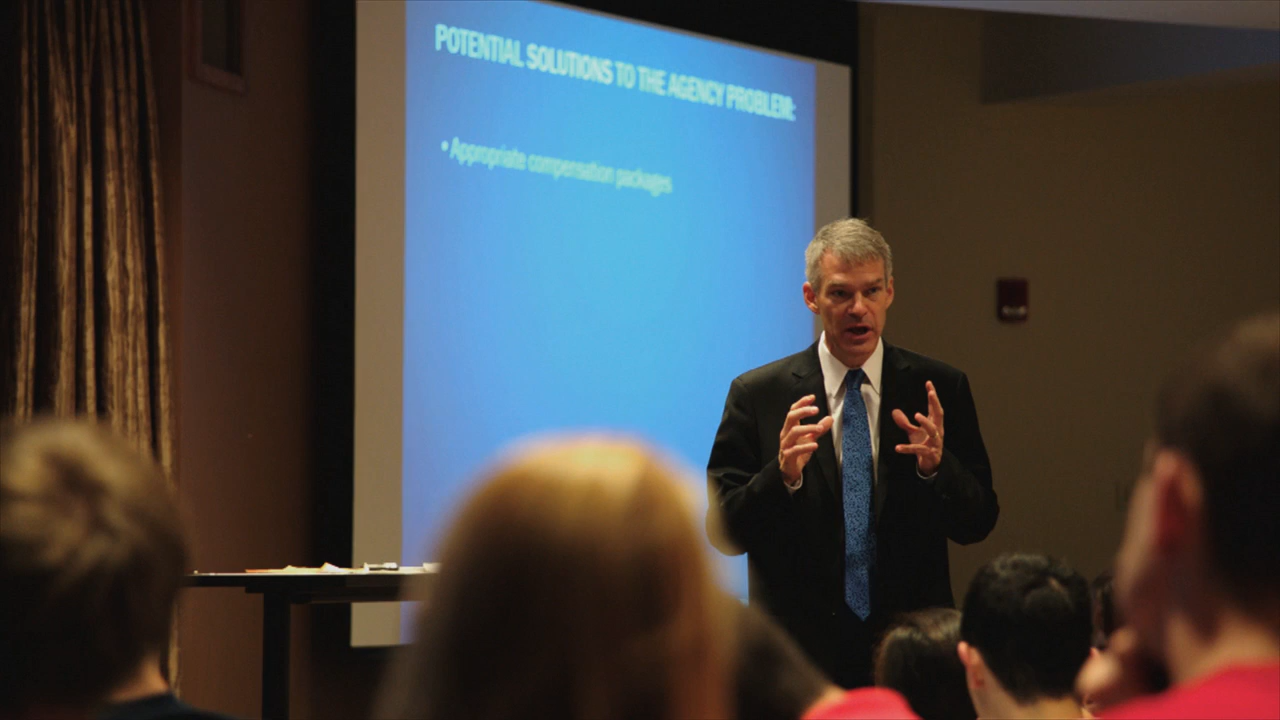 POTENTIAL SOLUTIONS TO THE AGENCY PROBLEM:
• Appropriate compensation packages